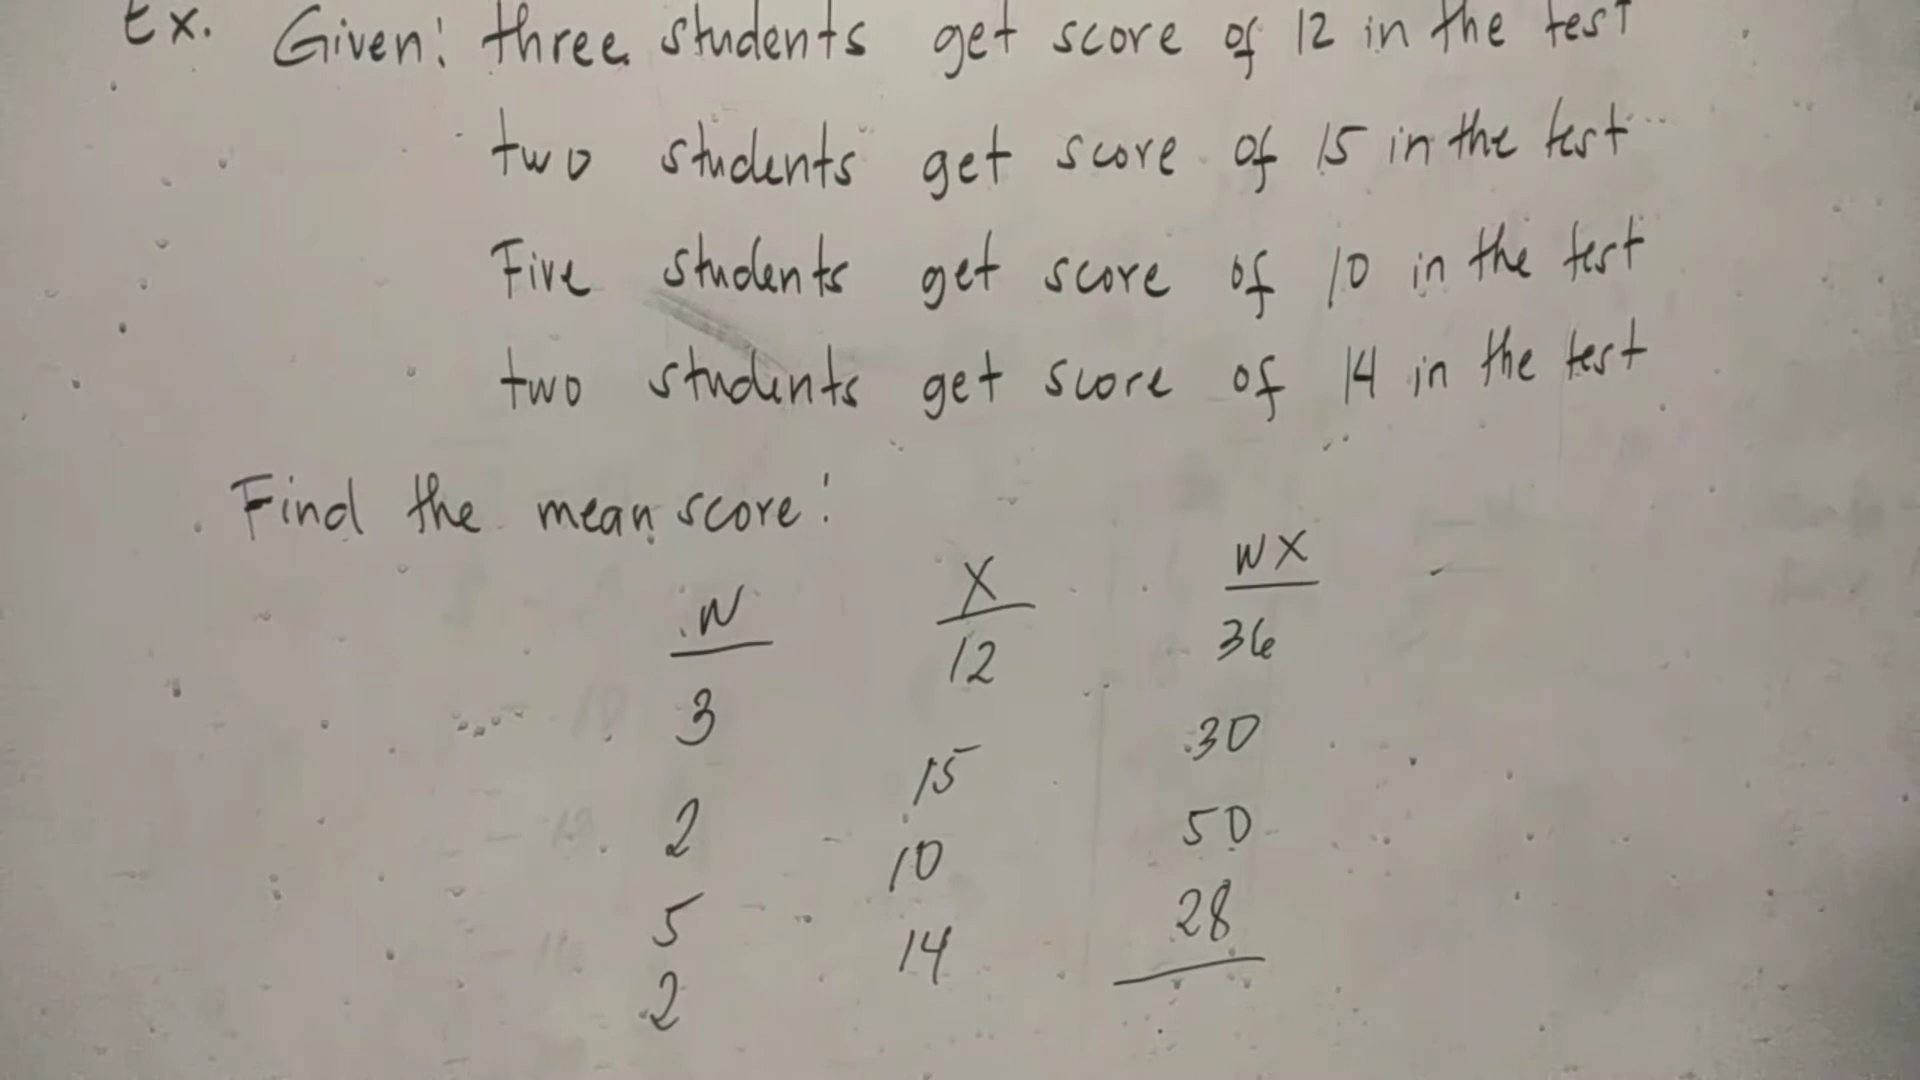 Ex. Given: three students get score of 12 in the test
two students get score of 15 in the test
Five students get score of 10 in the test
two students get score of 14 in the test
Find the mean score:
W X WX
3 12 36
2 15 30
5 10 50
2 14 28